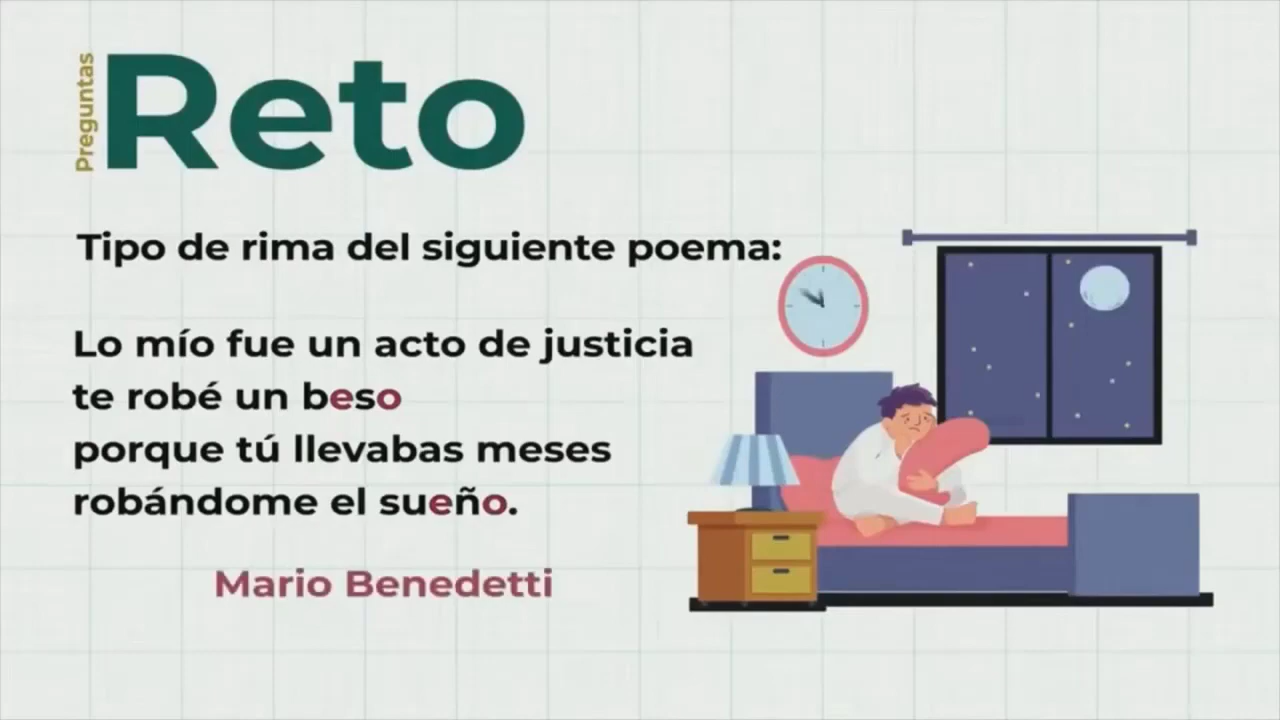 Preguntas
Reto
Tipo de rima del siguiente poema:
Lo mío fue un acto de justicia
te robé un beso
porque tú llevabas meses
robándome el sueño.
Mario Benedetti